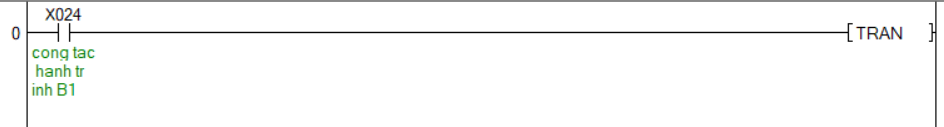 X024
0 [ TRAN ]
cong tac
hanh tr
inh B1